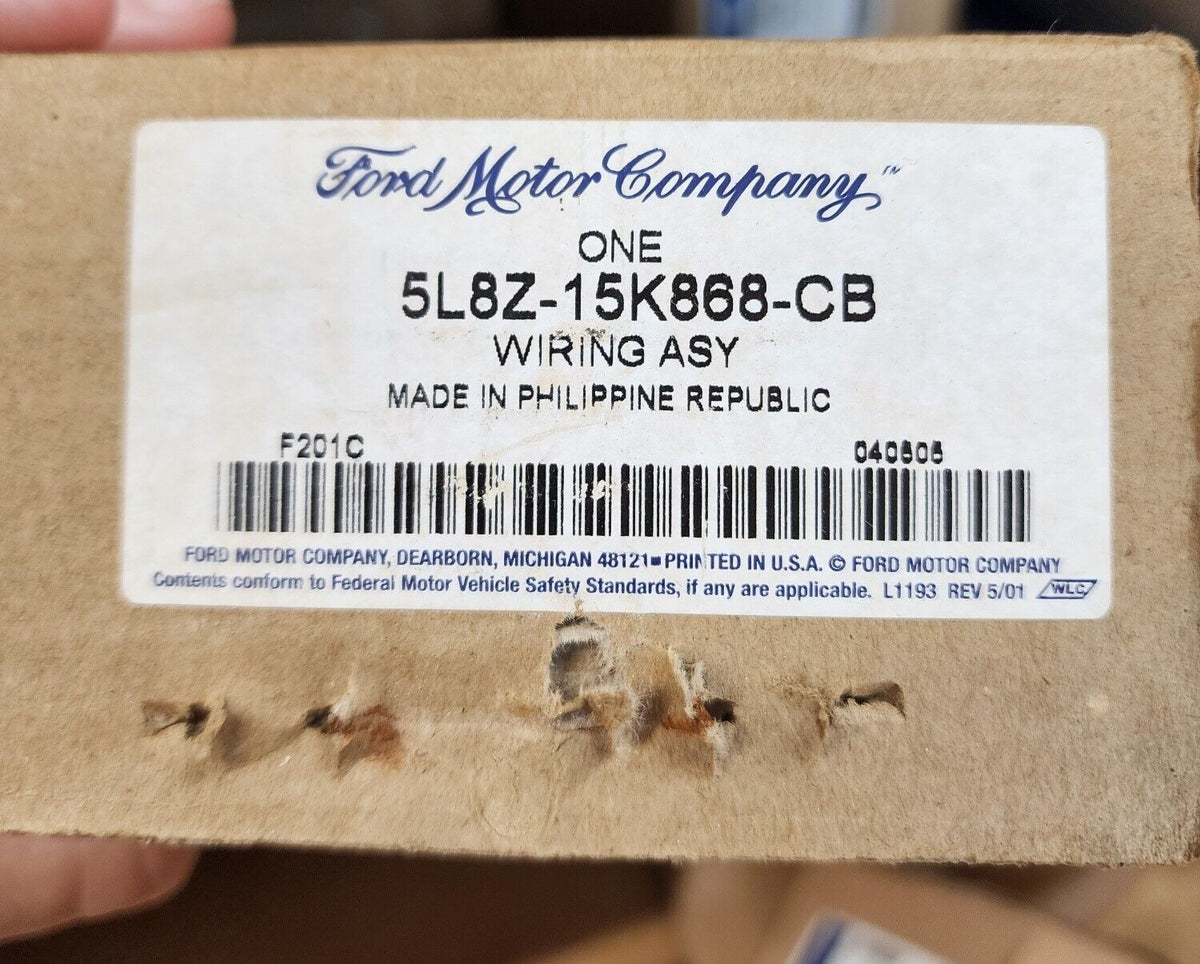 Ford Motor Company™
ONE
5L8Z-15K868-CB
WIRING ASY
MADE IN PHILIPPINE REPUBLIC
F201C 040605
FORD MOTOR COMPANY, DEARBORN, MICHIGAN 48121■PRINTED IN U.S.A. © FORD MOTOR COMPANY
Contents conform to Federal Motor Vehicle Safety Standards, if any are applicable. L1193 REV 5/01 WLC